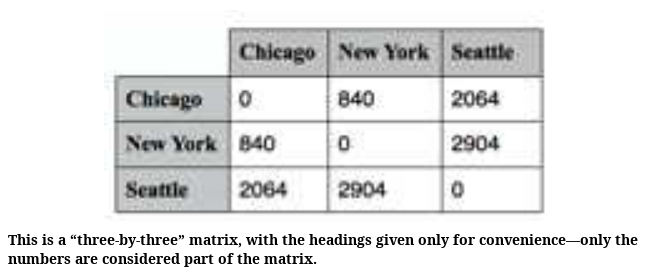 Chicago New York Seattle
Chicago 0 840 2064
New York 840 0 2904
Seattle 2064 2904 0
This is a “three-by-three” matrix, with the headings given only for convenience—only the
numbers are considered part of the matrix.